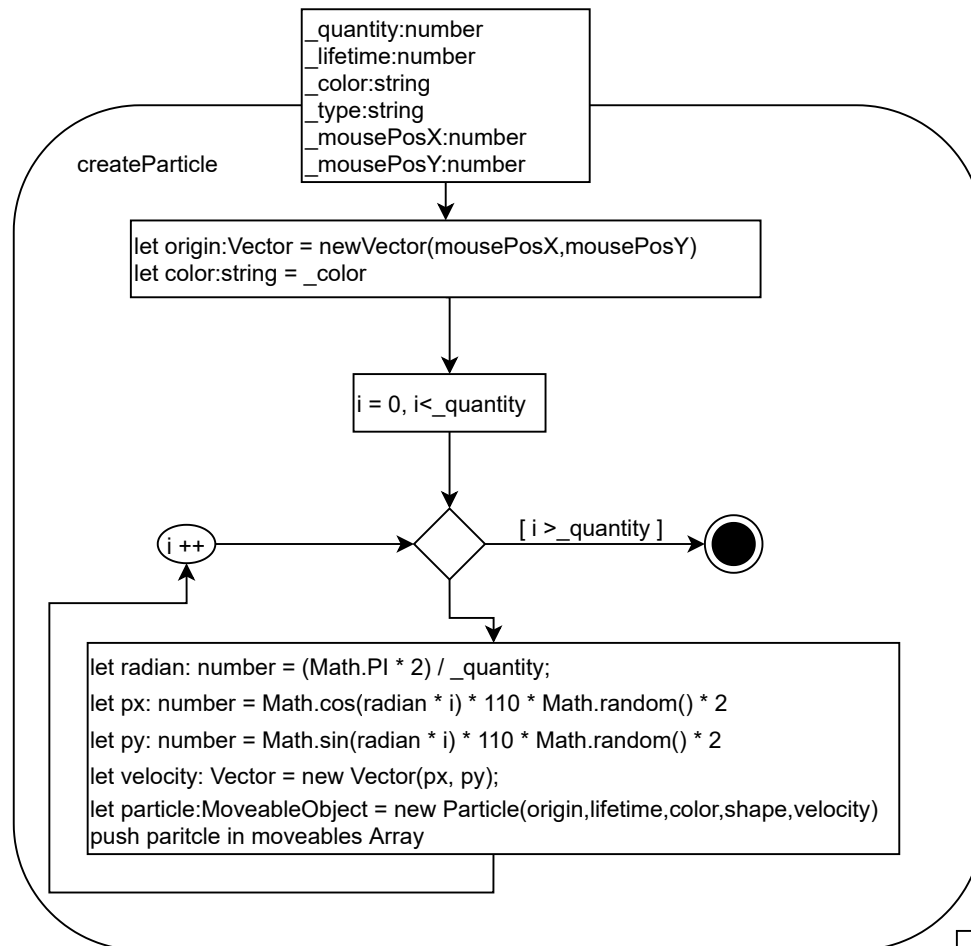 _quantity:number
_lifetime:number
_color:string
_type:string
_mousePosX:number
_mousePosY:number
createParticle
let origin:Vector = newVector(mousePosX,mousePosY)
let color:string = _color
i = 0, i<_quantity
i ++
[ i >_quantity ]
let radian: number = (Math.PI * 2) / _quantity;
let px: number = Math.cos(radian * i) * 110 * Math.random() * 2
let py: number = Math.sin(radian * i) * 110 * Math.random() * 2
let velocity: Vector = new Vector(px, py);
let particle:MoveableObject = new Particle(origin,lifetime,color,shape,velocity)
push paritcle in moveables Array